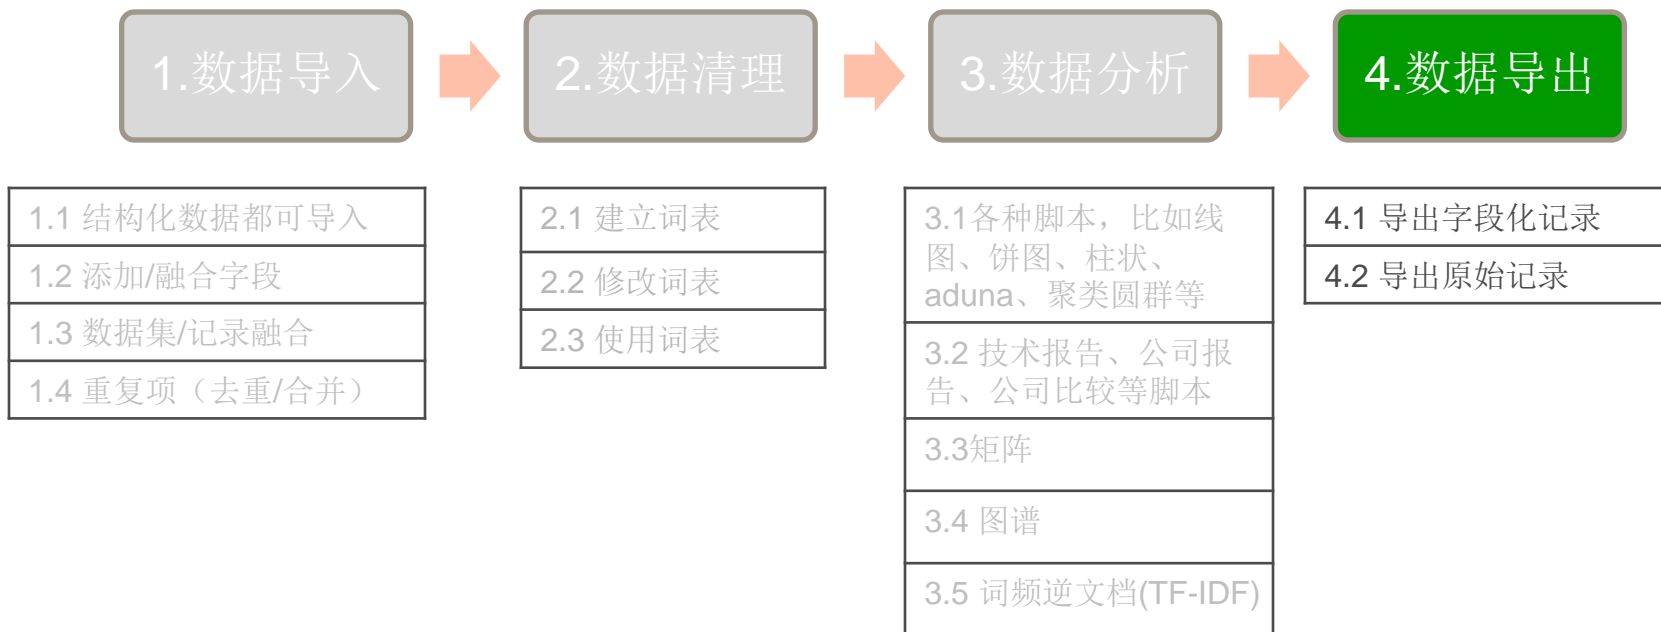 1.数据导入
2.数据清理
3.数据分析
4.数据导出
1.1 结构化数据都可导入
1.2 添加/融合字段
1.3 数据集/记录融合
1.4 重复项（去重/合并）
2.1 建立词表
2.2 修改词表
2.3 使用词表
3.1各种脚本，比如线
图、饼图、柱状、
aduna、聚类圆群等
3.2 技术报告、公司报
告、公司比较等脚本
3.3矩阵
3.4 图谱
3.5 词频逆文档(TF-IDF)
4.1 导出字段化记录
4.2 导出原始记录